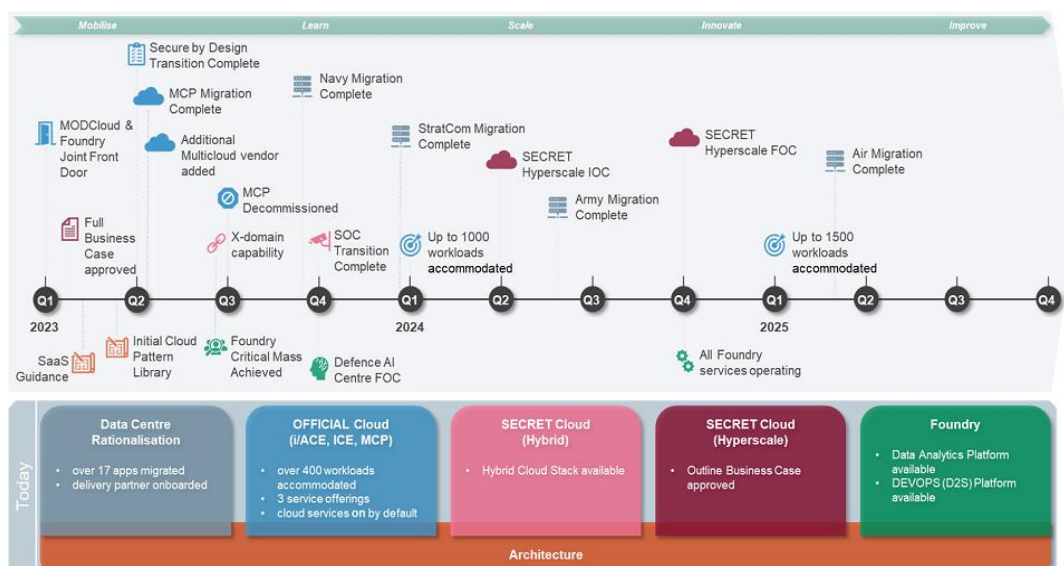 Mobilise
Learn
Scale
Innovate
Improve
Secure by Design
Transition Complete
MCP Migration
Complete
MODCloud &
Foundry
Joint Front
Door
Additional
Multicloud vendor
added
Navy Migration
Complete
StratCom Migration
Complete
SECRET
Hyperscale IOC
SECRET
Hyperscale FOC
Air Migration
Complete
MCP
Decommissioned
Army Migration
Complete
Full
Business
Case
approved
X-domain
capability
SOC
Transition
Complete
Up to 1000
workloads
accommodated
Up to 1500
workloads
accommodated
Q1
Q2
Q3
Q4
Q1
Q2
Q3
Q4
Q1
Q2
Q3
Q4
2023
2024
2025
SaaS
Guidance
Initial Cloud
Pattern
Library
Foundry
Critical Mass
Achieved
Defence AI
Centre FOC
All Foundry
services operating
Today
Data Centre
Rationalisation
• over 17 apps migrated
• delivery partner onboarded
OFFICIAL Cloud
(i/ACE, ICE, MCP)
• over 400 workloads
accommodated
• 3 service offerings
• cloud services on by default
SECRET Cloud
(Hybrid)
• Hybrid Cloud Stack available
SECRET Cloud
(Hyperscale)
• Outline Business Case
approved
Foundry
• Data Analytics Platform
available
• DEVOPS (D2S) Platform
available
Architecture